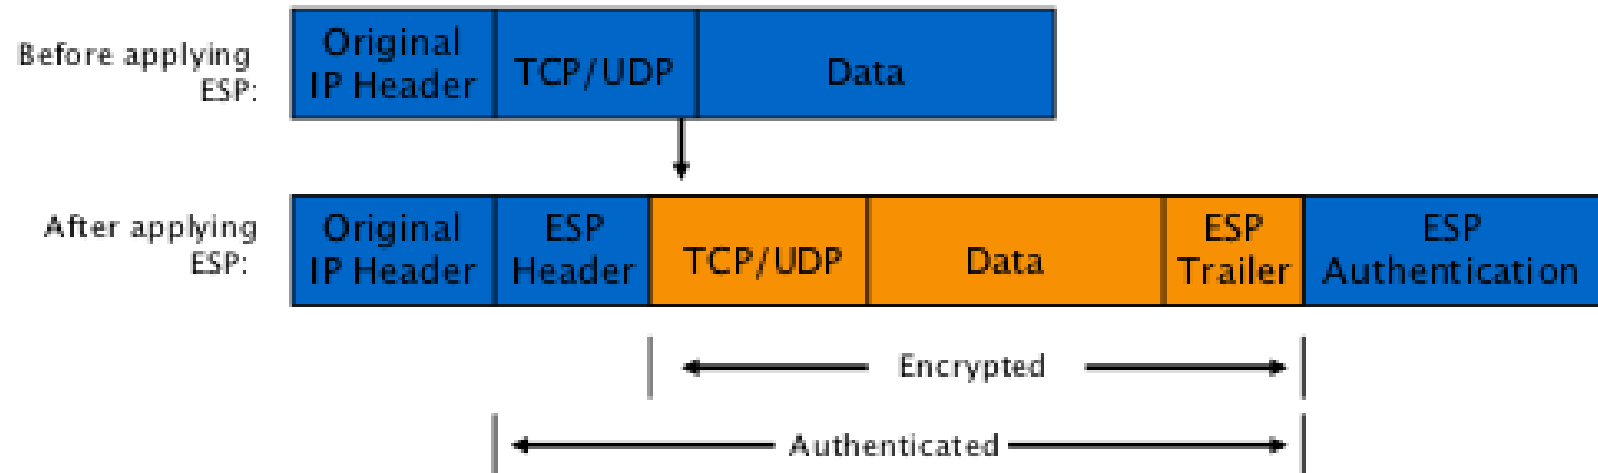 Before applying
ESP:
Original
IP Header
TCP/UDP
Data
After applying
ESP:
Original
IP Header
ESP
Header
TCP/UDP
Data
ESP
Trailer
ESP
Authentication
Encrypted
Authenticated